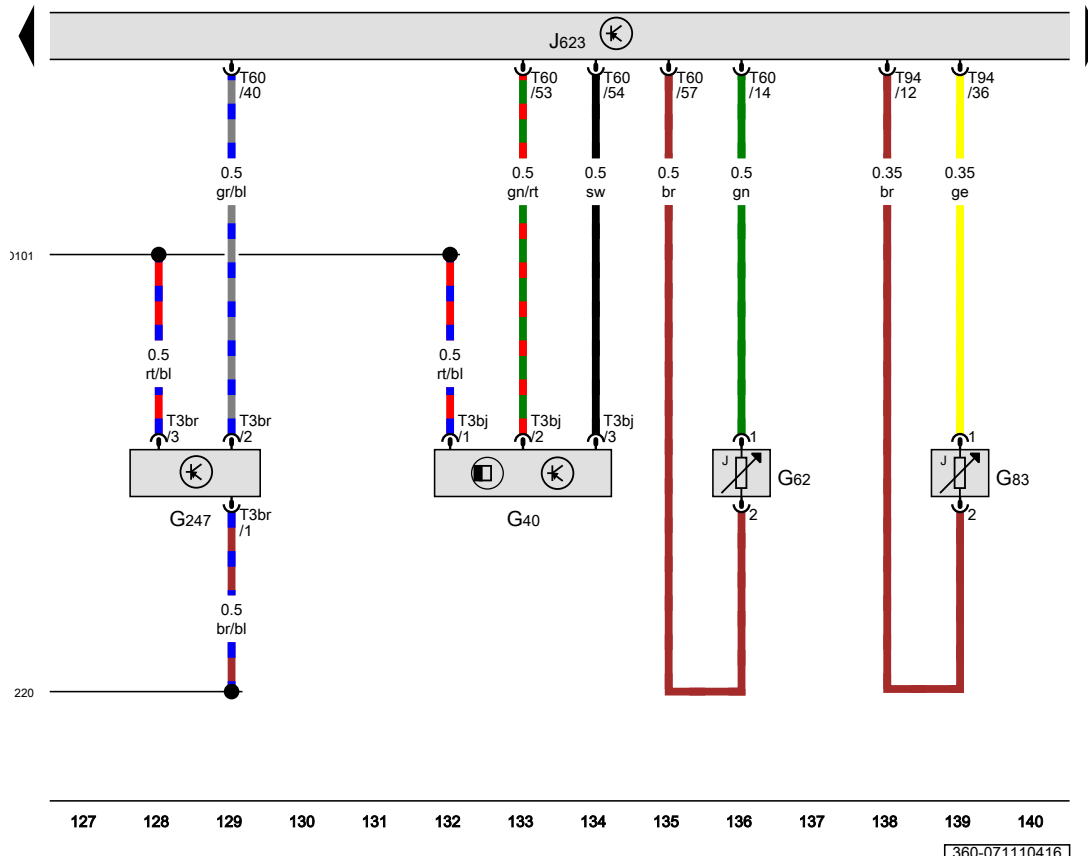 J623
T60
/40
T60
/53
T60
/54
T60
/57
T60
/14
T94
/12
T94
/36
0.5
gr/bl
0.5
gn/rt
0.5
sw
0.5
br
0.5
gn
0.35
br
0.35
ge
0.5
rt/bl
0.5
rt/bl
T3br
/3
T3br
/2
T3bj
/1
T3bj
/2
T3bj
/3
1
1
J
G62
J
G83
G247
T3br
/1
G40
2
2
0.5
br/bl
220
127 128 129 130 131 132 133 134 135 136 137 138 139 140
360-071110416